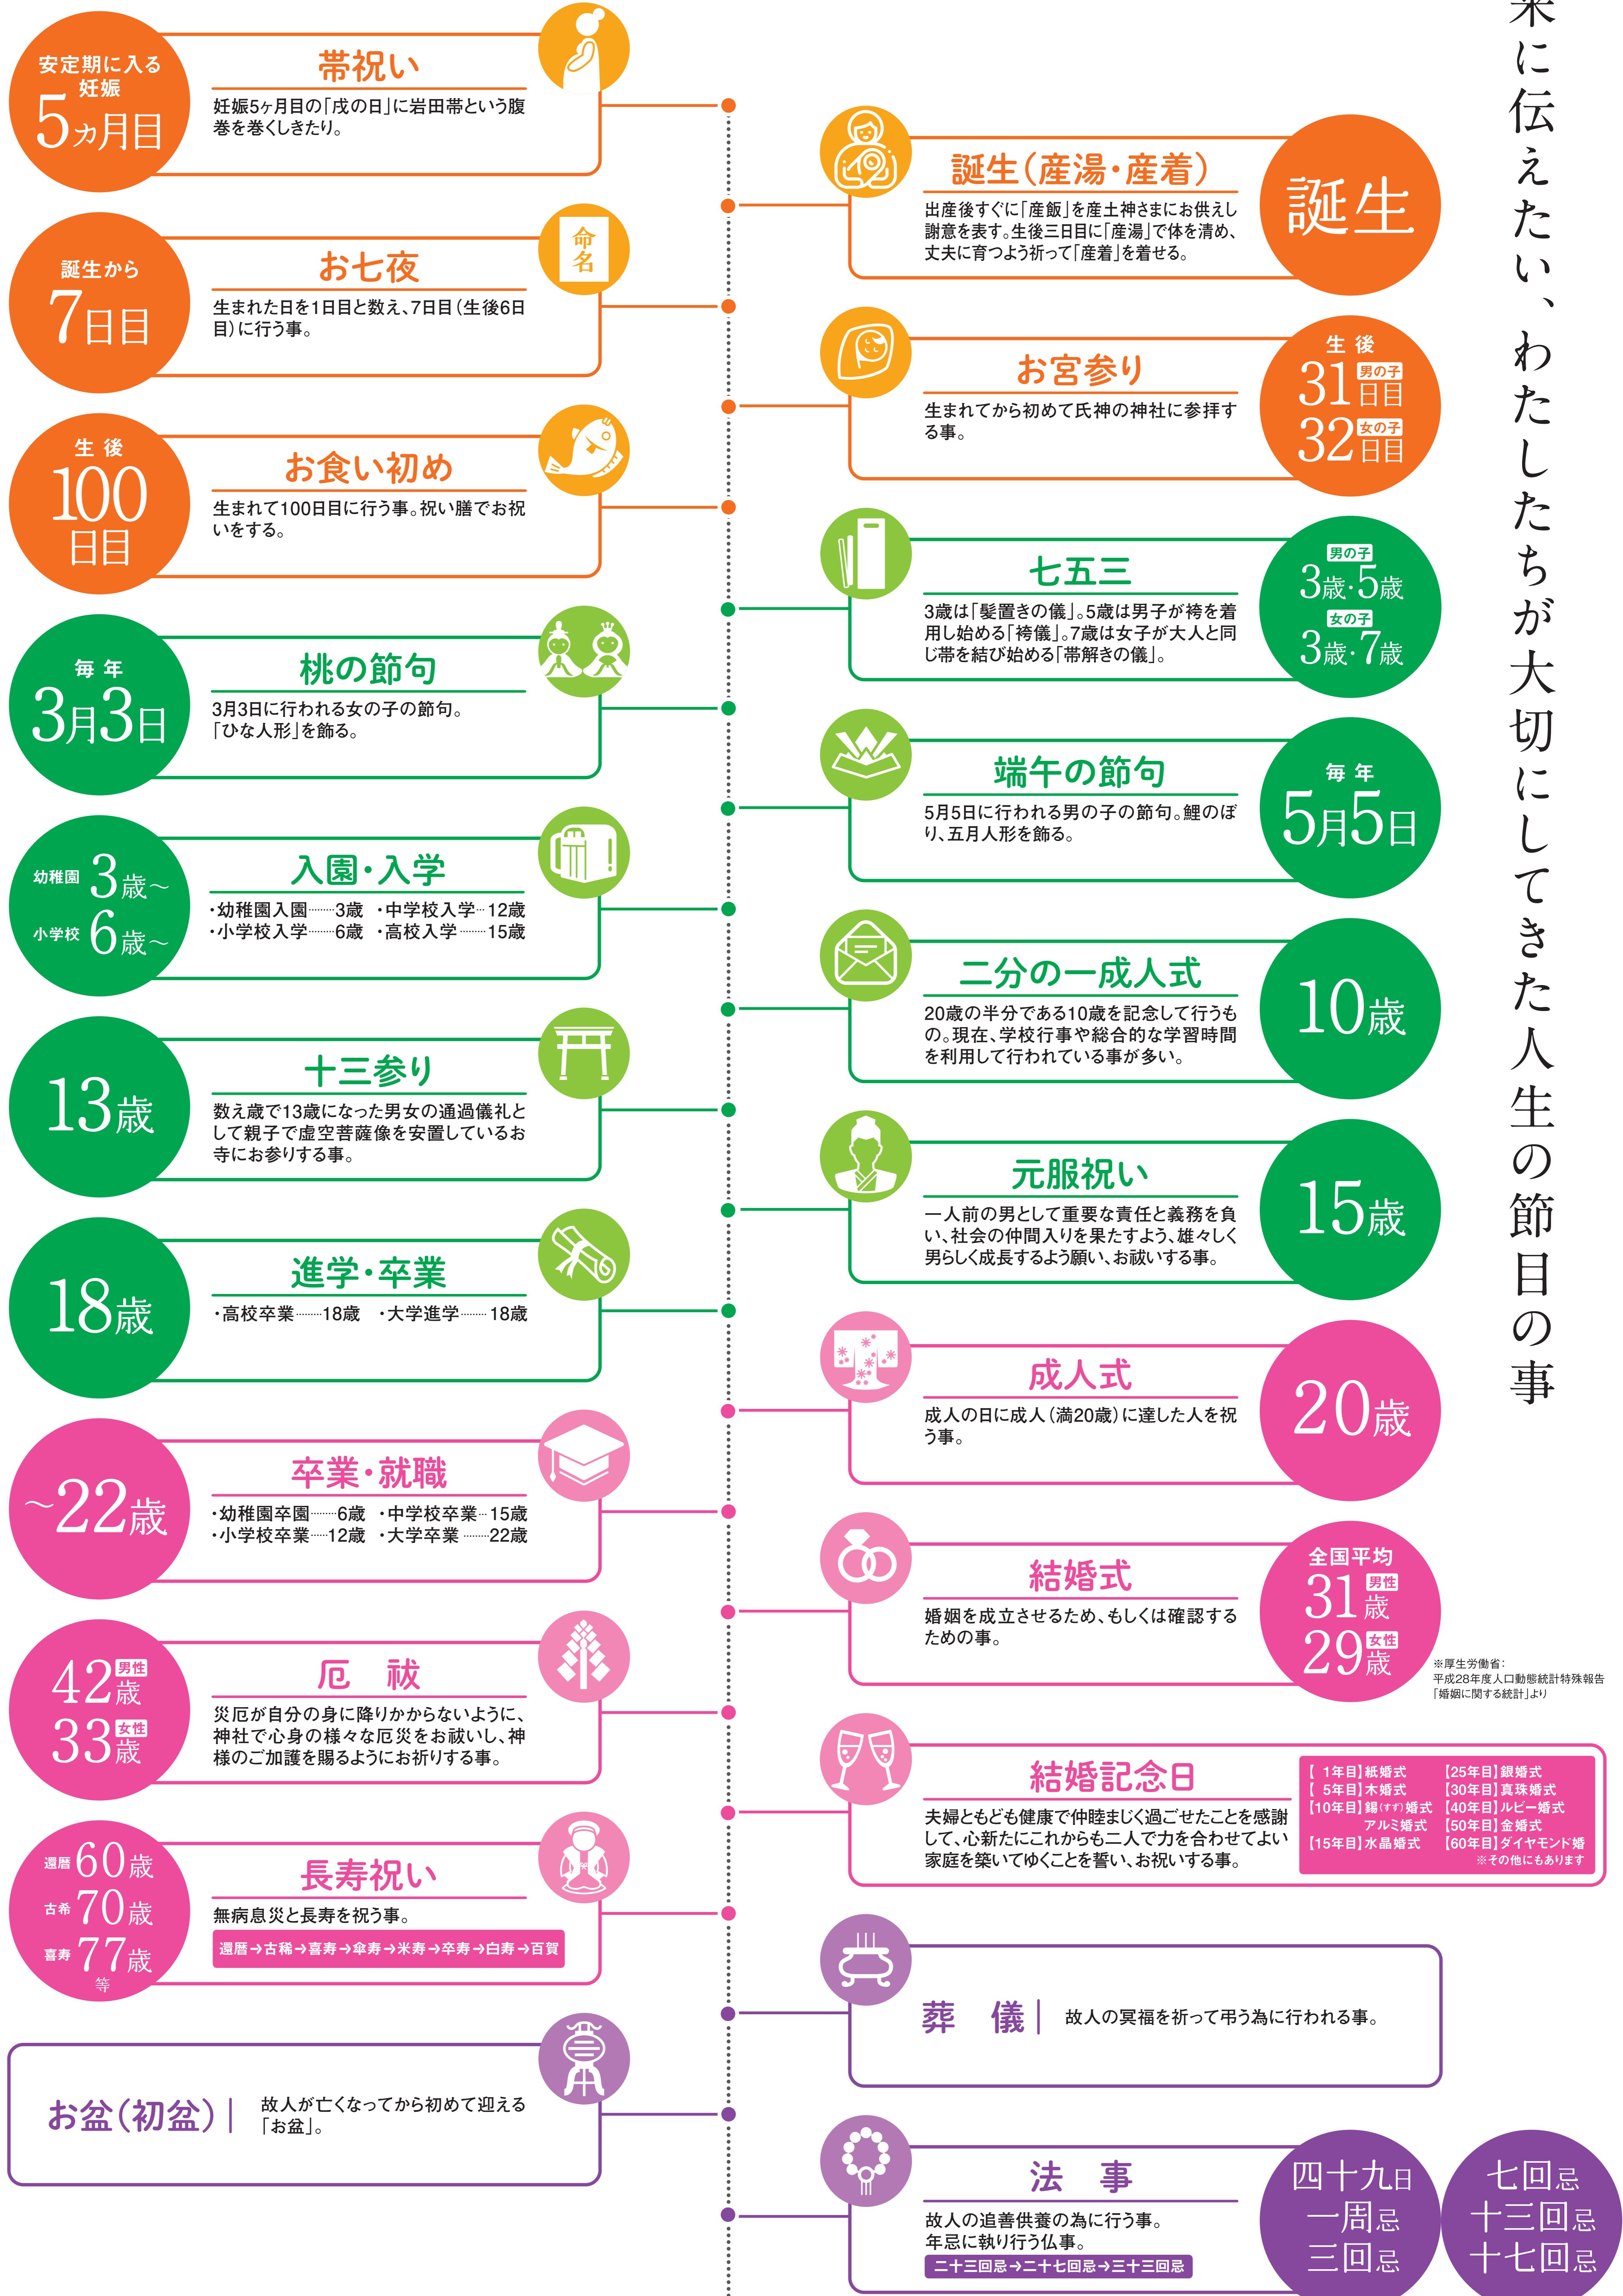 来に伝えたい、わたしたちが大切にしてきた人生の節目の事
安定期に入る
妊娠
5ヵ月目
帯祝い
妊娠5ヶ月目の「戌の日」に岩田帯という腹
巻を巻くしきたり。
誕生（産湯・産着）
出産後すぐに「産飯」を産土神さまにお供えし
謝意を表す。生後三日目に「産湯」で体を清め、
丈夫に育つよう祈って「産着」を着せる。
誕生
誕生から
7日目
お七夜
生まれた日を1日目と数え、7日目（生後6日
目）に行う事。
命名
お宮参り
生まれてから初めて氏神の神社に参拝す
る事。
生後
31日目 男の子
32日目 女の子
生後
100
日目
お食い初め
生まれて100日目に行う事。祝い膳でお祝
いをする。
七五三
3歳は「髪置きの儀」。5歳は男子が袴を着
用し始める「袴儀」。7歳は女子が大人と同
じ帯を結び始める「帯解きの儀」。
男の子
3歳・5歳
女の子
3歳・7歳
毎年
3月3日
桃の節句
3月3日に行われる女の子の節句。
「ひな人形」を飾る。
端午の節句
5月5日に行われる男の子の節句。鯉のぼ
り、五月人形を飾る。
毎年
5月5日
幼稚園 3歳～
小学校 6歳～
入園・入学
・幼稚園入園………3歳 ・中学校入学…12歳
・小学校入学………6歳 ・高校入学………15歳
二分の一成人式
20歳の半分である10歳を記念して行うも
の。現在、学校行事や総合的な学習時間
を利用して行われている事が多い。
10歳
13歳
十三参り
数え歳で13歳になった男女の通過儀礼と
して親子で虚空菩薩像を安置しているお
寺にお参りする事。
元服祝い
一人前の男として重要な責任と義務を負
い、社会の仲間入りを果たすよう、雄々しく
男らしく成長するよう願い、お祓いする事。
15歳
18歳
進学・卒業
・高校卒業………18歳 ・大学進学………18歳
成人式
成人の日に成人（満20歳）に達した人を祝
う事。
20歳
～22歳
卒業・就職
・幼稚園卒園………6歳 ・中学校卒業…15歳
・小学校卒業……12歳 ・大学卒業………22歳
結婚式
婚姻を成立させるため、もしくは確認する
ための事。
全国平均
31歳 男性
29歳 女性
※厚生労働省：
平成28年度人口動態統計特殊報告
「婚姻に関する統計」より
42歳 男性
33歳 女性
厄祓
災厄が自分の身に降りかからないように、
神社で心身の様々な厄災をお祓いし、神
様のご加護を賜るようにお祈りする事。
結婚記念日
夫婦ともども健康で仲睦まじく過ごせたことを感謝
して、心新たにこれからも二人で力を合わせてよい
家庭を築いてゆくことを誓い、お祝いする事。
【 1年目】紙婚式 【25年目】銀婚式
【 5年目】木婚式 【30年目】真珠婚式
【10年目】錫（すず）婚式 【40年目】ルビー婚式
アルミ婚式 【50年目】金婚式
【15年目】水晶婚式 【60年目】ダイヤモンド婚
※その他にもあります
還暦 60歳
古希 70歳
喜寿 77歳
等
長寿祝い
無病息災と長寿を祝う事。
還暦→古稀→喜寿→傘寿→米寿→卒寿→白寿→百賀
葬儀
故人の冥福を祈って弔う為に行われる事。
お盆（初盆）
故人が亡くなってから初めて迎える
「お盆」。
法事
故人の追善供養の為に行う事。
年忌に執り行う仏事。
二十三回忌→二十七回忌→三十三回忌
四十九日
一周忌
三回忌
七回忌
十三回忌
十七回忌